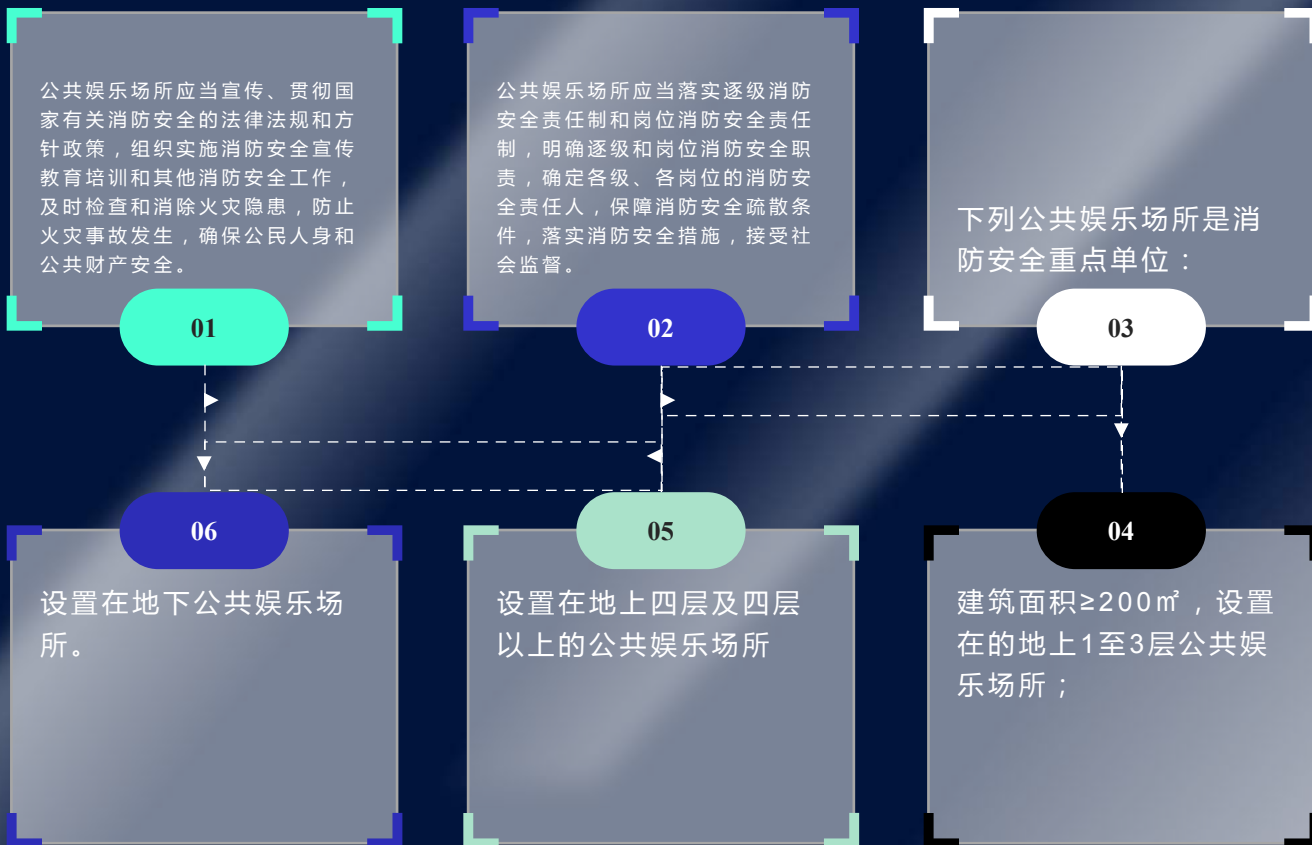 公共娱乐场所应当宣传、贯彻国
家有关消防安全的法律法规和方
针政策，组织实施消防安全宣传
教育培训和其他消防安全工作，
及时检查和消除火灾隐患，防止
火灾事故发生，确保公民人身和
公共财产安全。
01
公共娱乐场所应当落实逐级消防
安全责任制和岗位消防安全责任
制，明确逐级和岗位消防安全职
责，确定各级、各岗位的消防安
全责任人，保障消防安全疏散条
件，落实消防安全措施，接受社
会监督。
02
下列公共娱乐场所是消
防安全重点单位：
03
04
建筑面积≥200㎡，设置
在的地上1至3层公共娱
乐场所；
05
设置在地上四层及四层
以上的公共娱乐场所
06
设置在地下公共娱乐场
所。